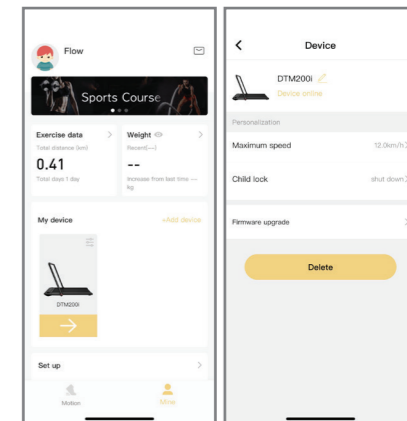 Flow
Sports Course
Exercise data
Total distance (km)
0.41
Total days 1 day
Weight
Recent(--)
--
Increase from last time --
kg
My device
+Add device
DTM200i
Set up
Motion
Mine
Device
DTM200i
Device online
Personalization
Maximum speed 12.0km/h
Child lock shut down
Firmware upgrade
Delete